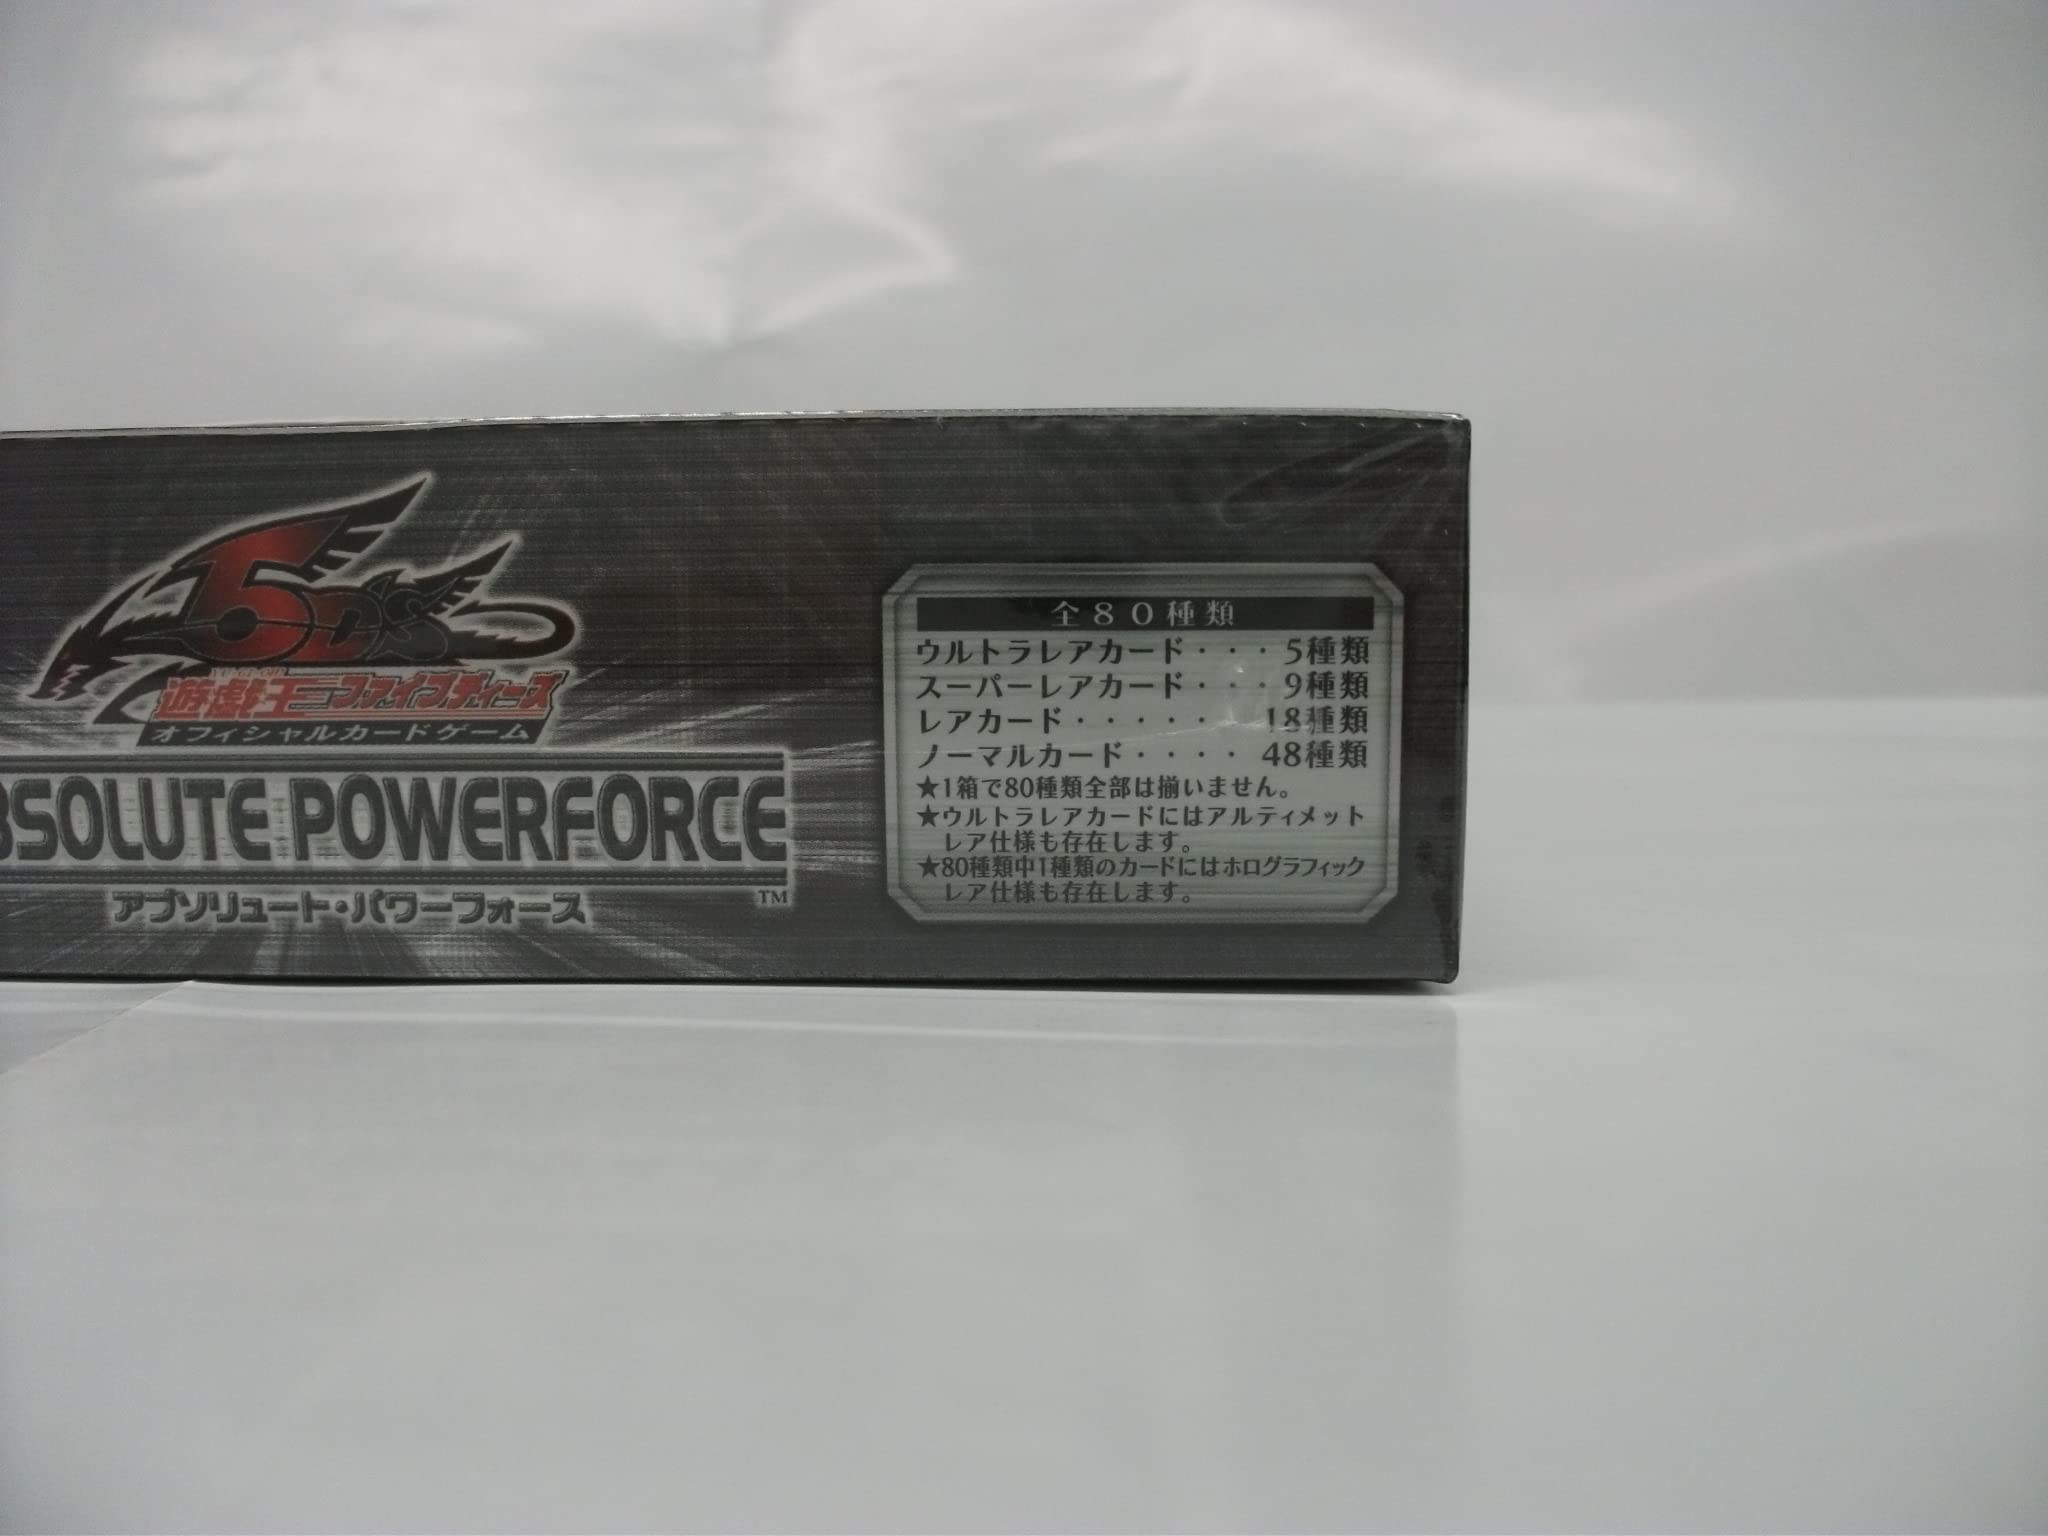 5D's
YU-GI-OH!
遊戯王ファイブディーズ
オフィシャルカードゲーム
BSOLUTE POWERFORCE
TM
アブソリュート・パワーフォース
全80種類
ウルトラレアカード・・・5種類
スーパーレアカード・・・9種類
レアカード・・・・・18種類
ノーマルカード・・・・48種類
★1箱で80種類全部は揃いません。
★ウルトラレアカードにはアルティメット
レア仕様も存在します。
★80種類中1種類のカードにはホログラフィック
レア仕様も存在します。